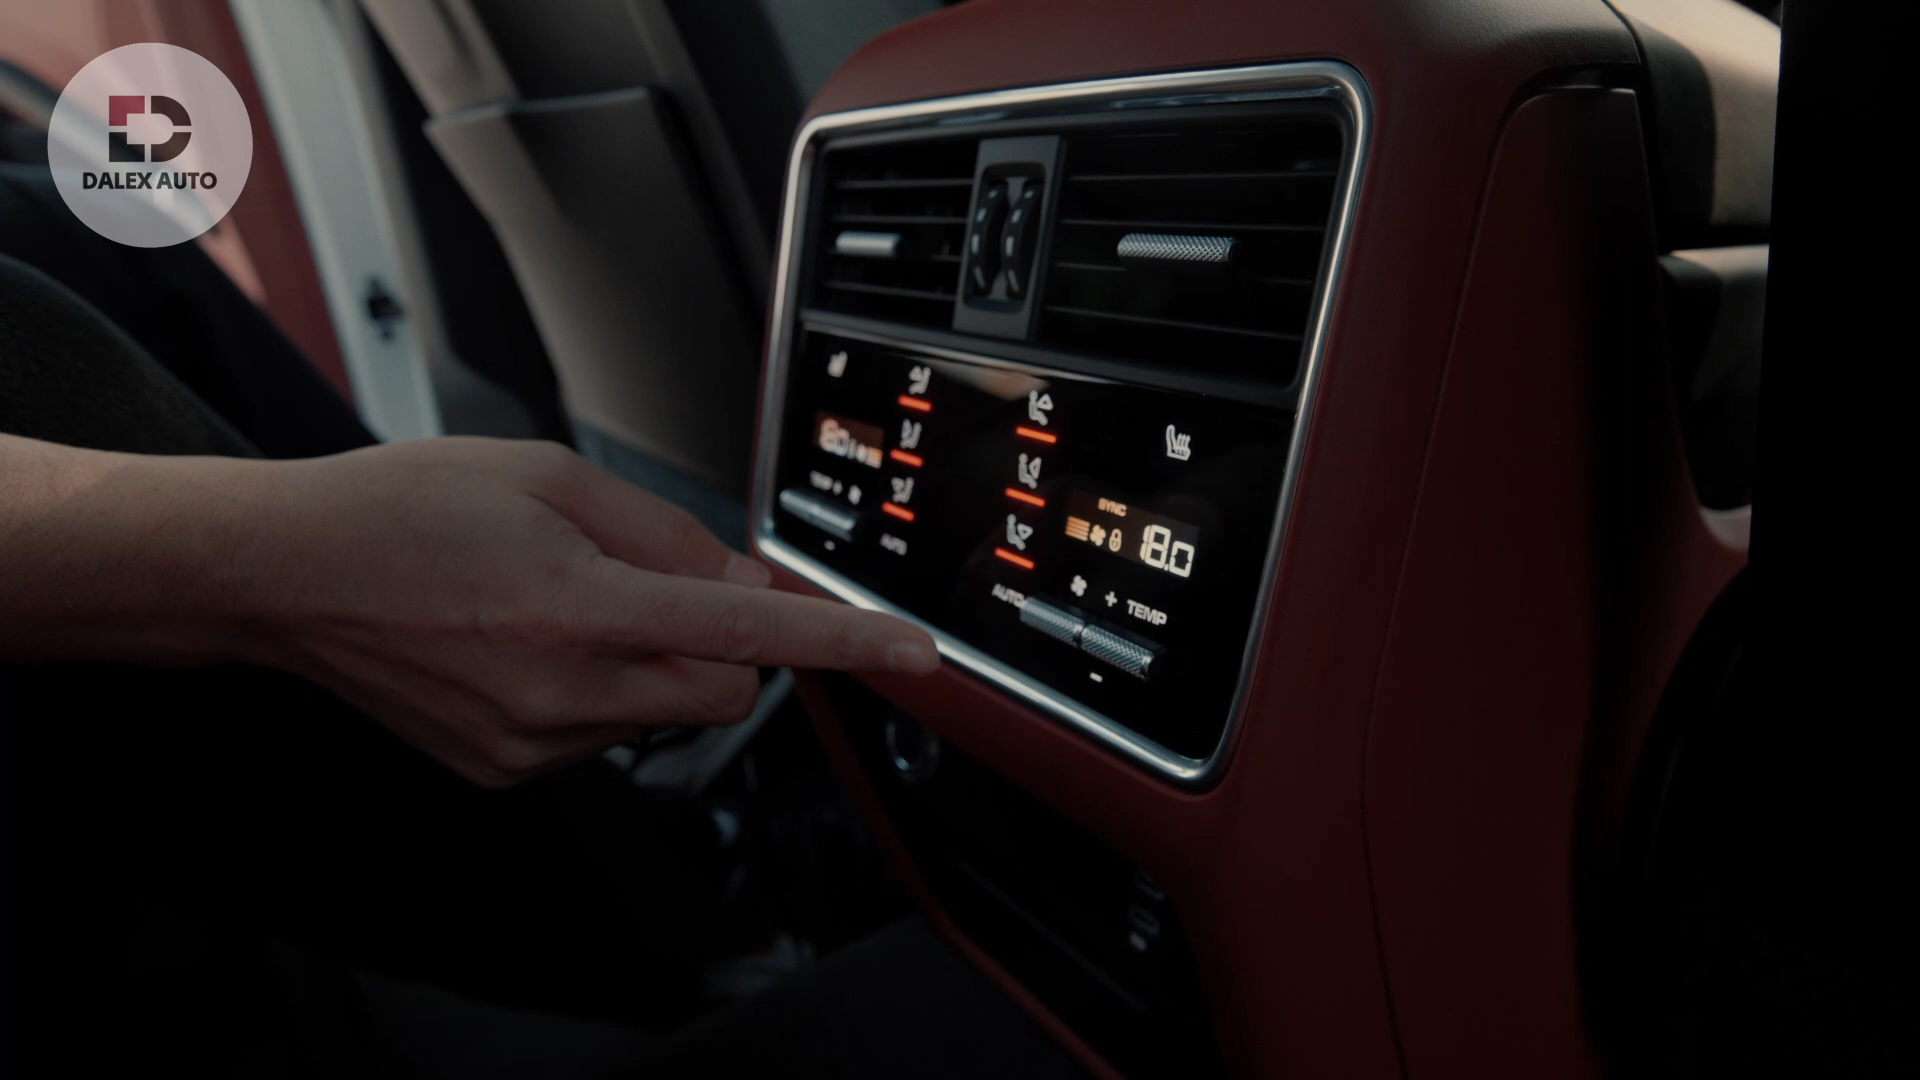 DALEX AUTO
TEMP +
AUTO
SYNC
18.0
+ TEMP
AUTO
-